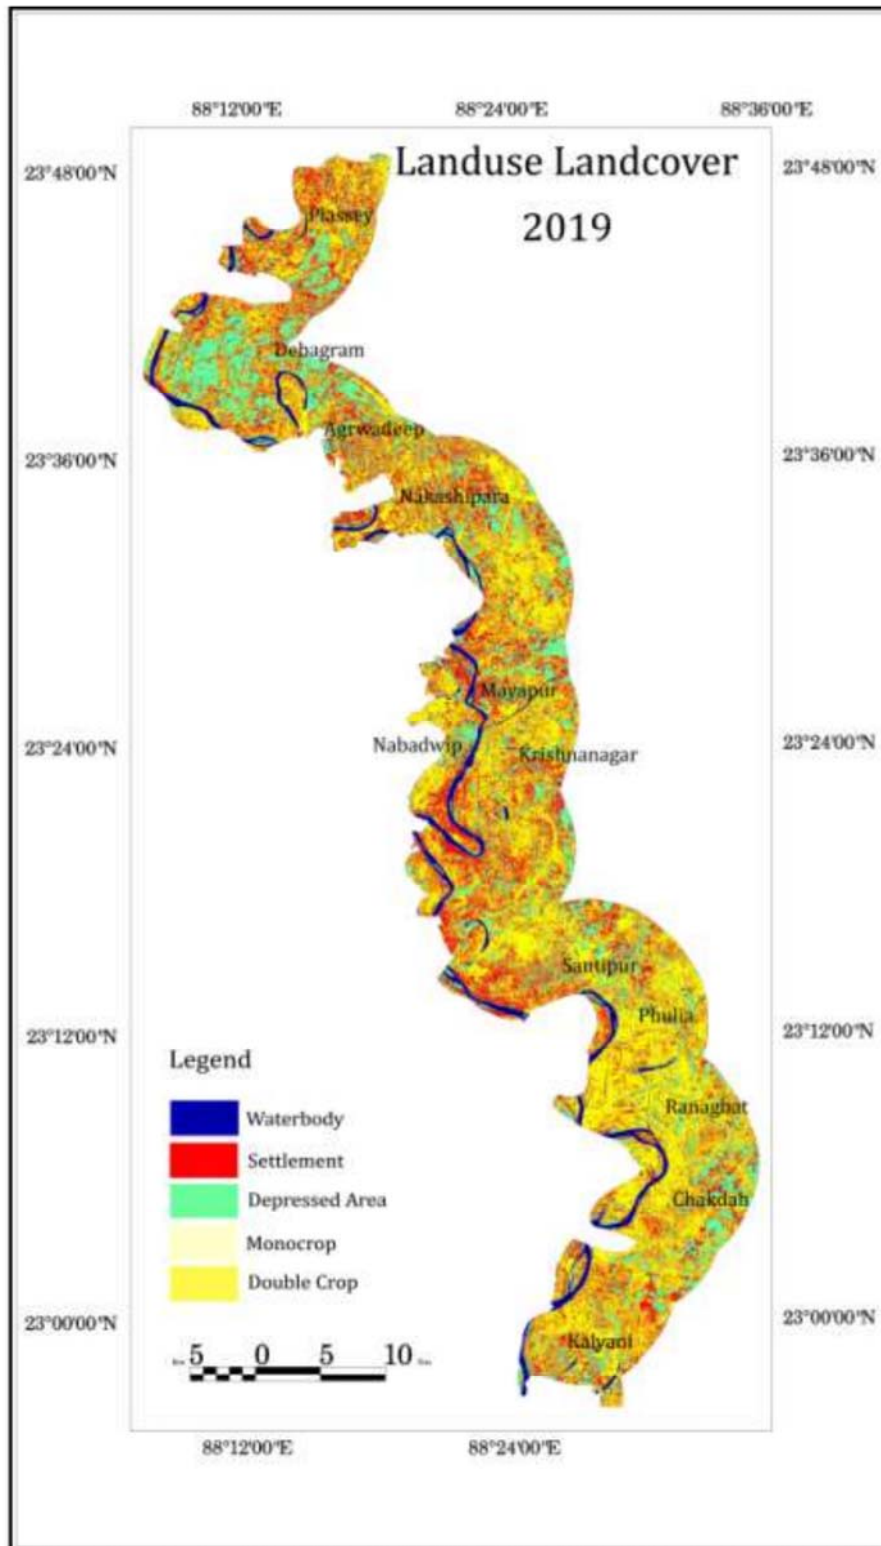 88°12'00"E 88°24'00"E 88°36'00"E
Landuse Landcover
2019
23°48'00"N 23°48'00"N
Plassey
Debagram
Agrwadeep
23°36'00"N 23°36'00"N
Nakashipara
Mayapur
Nabadwip
Krishnanagar
23°24'00"N 23°24'00"N
Santipur
Phulia
23°12'00"N 23°12'00"N
Ranaghat
Chakdah
Kalyani
Legend
Waterbody
Settlement
Depressed Area
Monocrop
Double Crop
23°00'00"N 23°00'00"N
5 0 5 10
88°12'00"E 88°24'00"E